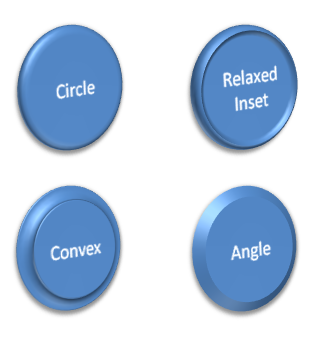 Circle
Relaxed
Inset
Convex
Angle